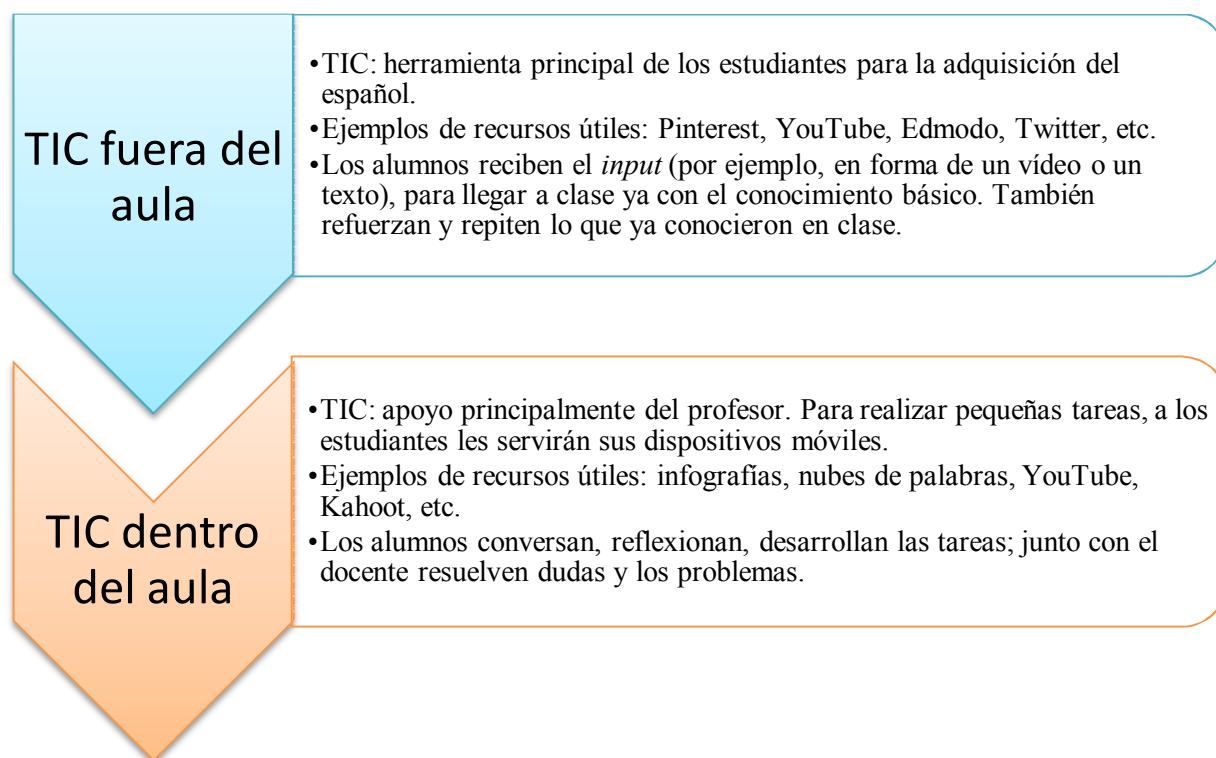 TIC fuera del
aula
•TIC: herramienta principal de los estudiantes para la adquisición del
español.
•Ejemplos de recursos útiles: Pinterest, YouTube, Edmodo, Twitter, etc.
•Los alumnos reciben el input (por ejemplo, en forma de un vídeo o un
texto), para llegar a clase ya con el conocimiento básico. También
refuerzan y repiten lo que ya conocieron en clase.
TIC dentro
del aula
•TIC: apoyo principalmente del profesor. Para realizar pequeñas tareas, a los
estudiantes les servirán sus dispositivos móviles.
•Ejemplos de recursos útiles: infografías, nubes de palabras, YouTube,
Kahoot, etc.
•Los alumnos conversan, reflexionan, desarrollan las tareas; junto con el
docente resuelven dudas y los problemas.